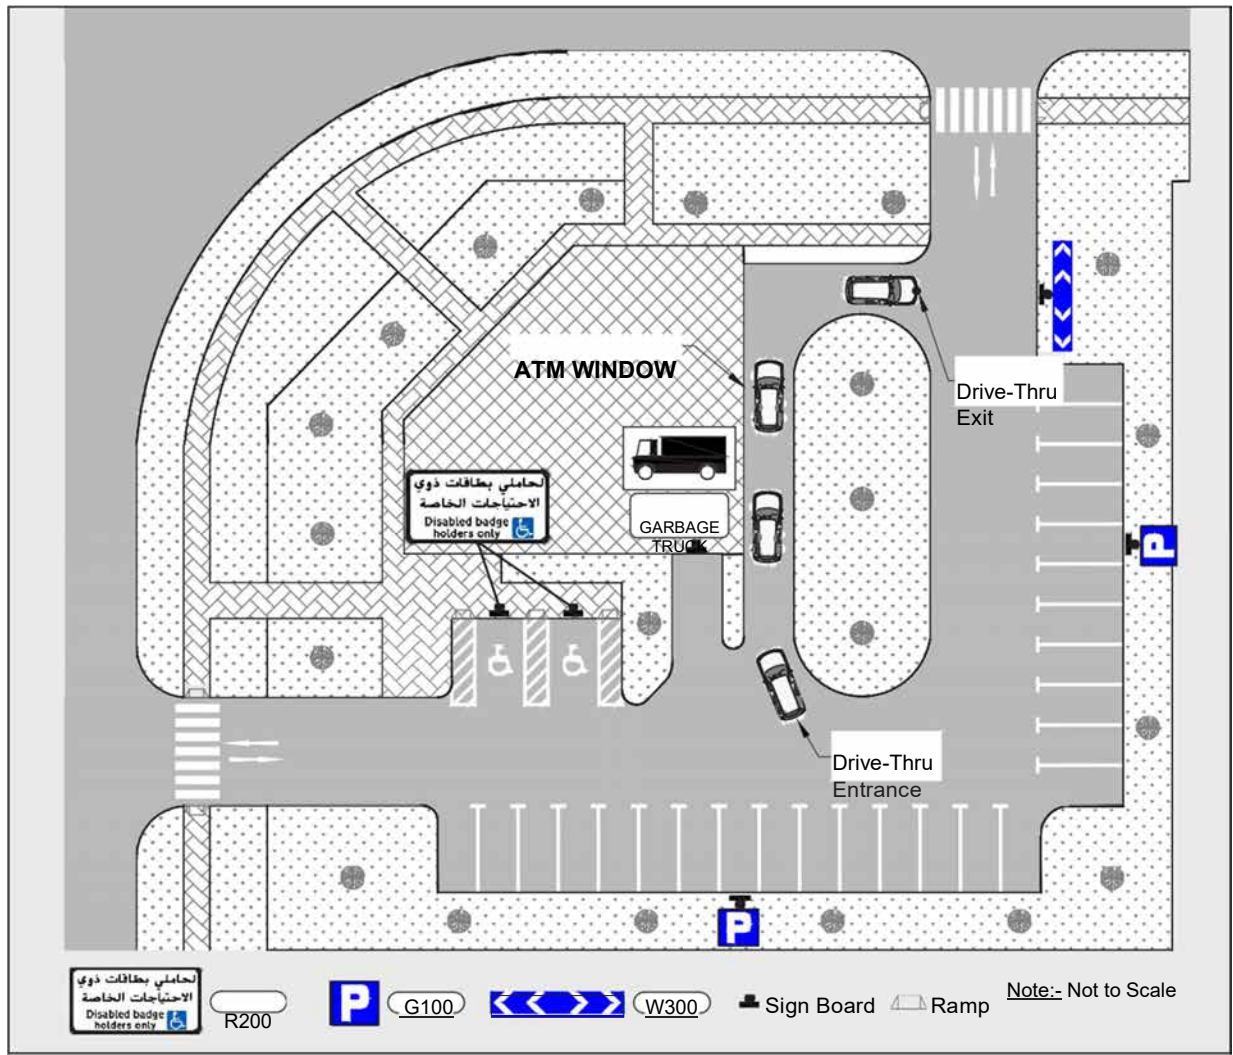 ATM WINDOW
Drive-Thru
Exit
لحاملي بطاقات ذوي
الاحتياجات الخاصة
Disabled badge
holders only
GARBAGE
TRUCK
P
Drive-Thru
Entrance
P
لحاملي بطاقات ذوي
الاحتياجات الخاصة
Disabled badge
holders only
R200
P
G100
W300
Sign Board
Ramp
Note:- Not to Scale